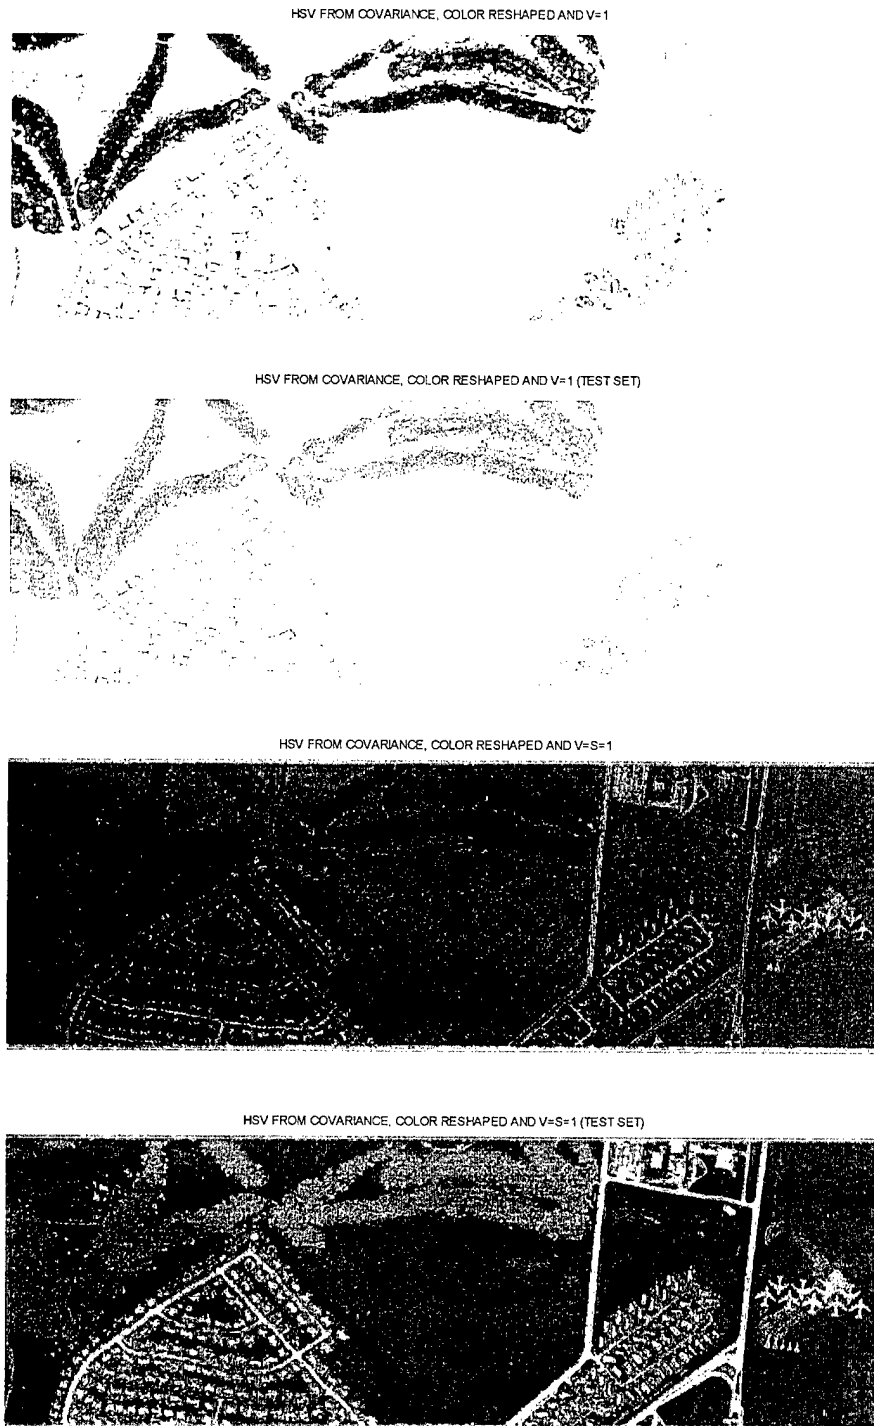 HSV FROM COVARIANCE, COLOR RESHAPED AND V=1
HSV FROM COVARIANCE, COLOR RESHAPED AND V=1 (TEST SET)
HSV FROM COVARIANCE, COLOR RESHAPED AND V=S=1
HSV FROM COVARIANCE, COLOR RESHAPED AND V=S=1 (TEST SET)